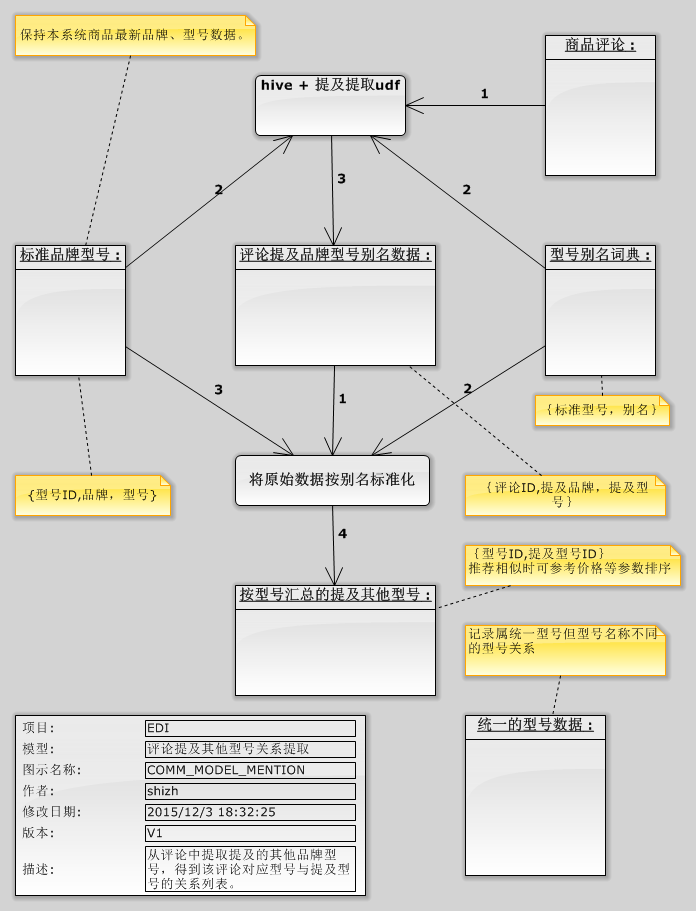 保持本系统商品最新品牌、型号数据。
商品评论:
hive + 提及提取udf
1
2
3
2
标准品牌型号:
评论提及品牌型号别名数据:
型号别名词典:
3
1
2
{标准型号，别名}
{型号ID,品牌，型号}
将原始数据按别名标准化
{评论ID,提及品牌，提及型
号}
4
{型号ID,提及型号ID}
推荐相似时可参考价格等参数排序
按型号汇总的提及其他型号:
记录属统一型号但型号名称不同
的型号关系
统一的型号数据:
项目: EDI
模型: 评论提及其他型号关系提取
图示名称: COMM_MODEL_MENTION
作者: shizh
修改日期: 2015/12/3 18:32:25
版本: V1
描述: 从评论中提取提及的其他品牌型
号，得到该评论对应型号与提及型
号的关系列表。